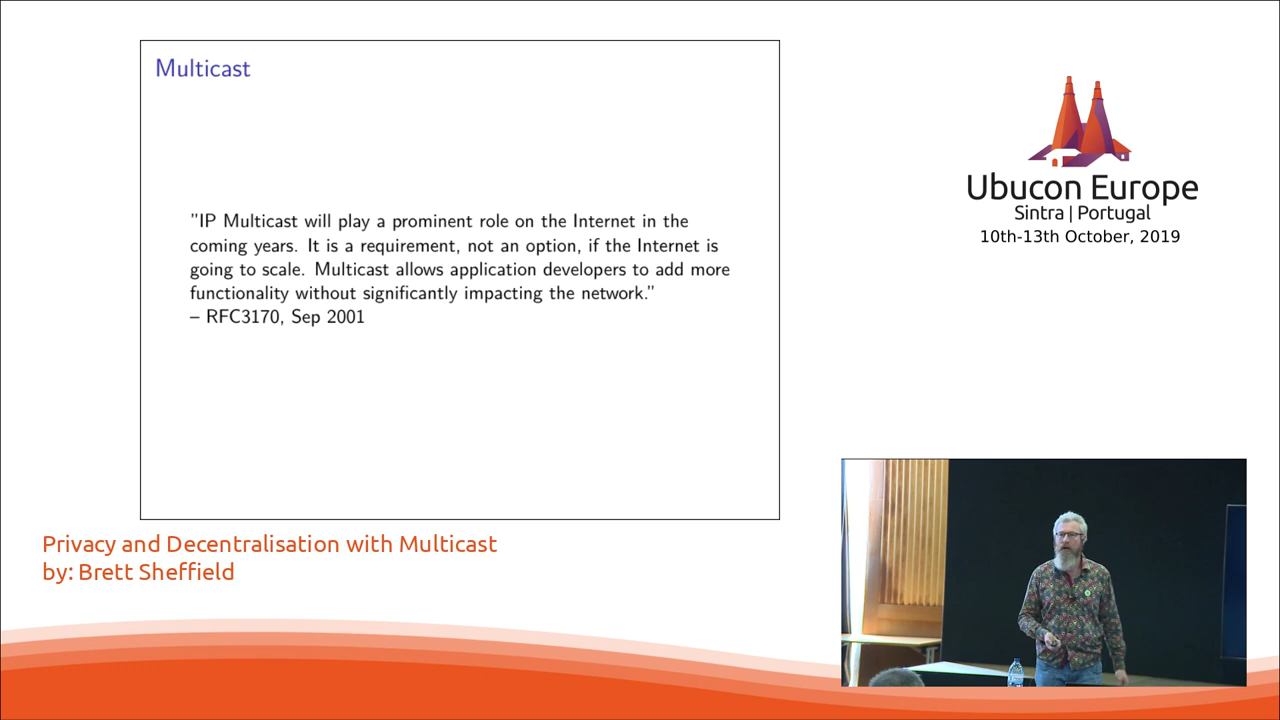 Multicast
"IP Multicast will play a prominent role on the Internet in the
coming years. It is a requirement, not an option, if the Internet is
going to scale. Multicast allows application developers to add more
functionality without significantly impacting the network."
– RFC3170, Sep 2001
Ubucon Europe
Sintra | Portugal
10th-13th October, 2019
Privacy and Decentralisation with Multicast
by: Brett Sheffield